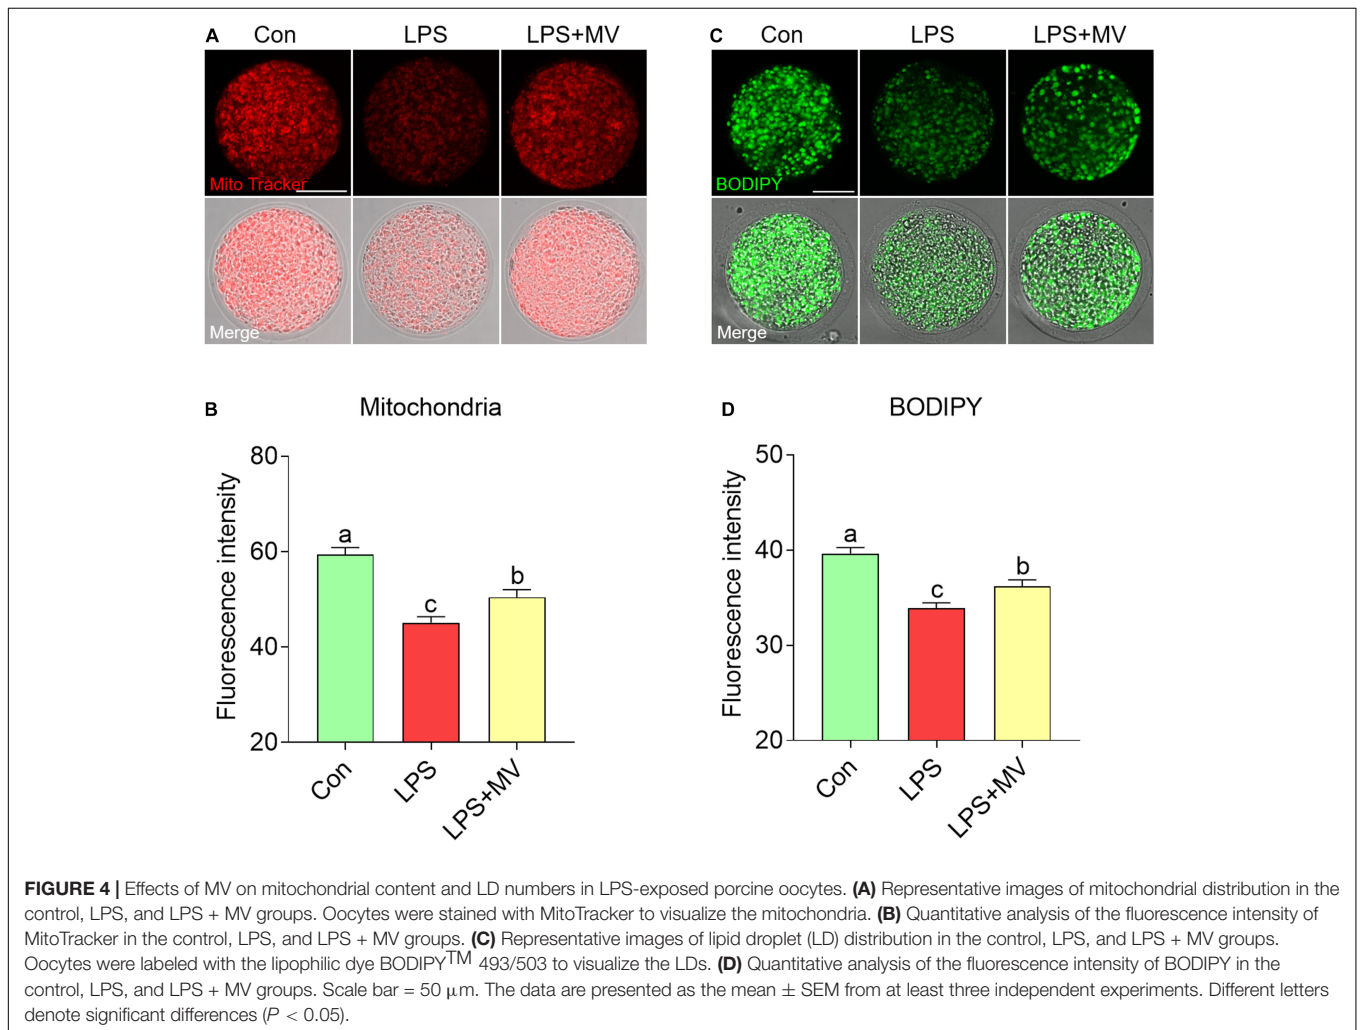 A Con LPS LPS+MV
Mito Tracker
Merge
C Con LPS LPS+MV
BODIPY
Merge
B Mitochondria
Fluorescence intensity
80
60
40
20
a
c
b
Con
LPS
LPS+MV
D BODIPY
Fluorescence intensity
50
40
30
20
a
c
b
Con
LPS
LPS+MV
FIGURE 4 | Effects of MV on mitochondrial content and LD numbers in LPS-exposed porcine oocytes. (A) Representative images of mitochondrial distribution in the
control, LPS, and LPS + MV groups. Oocytes were stained with MitoTracker to visualize the mitochondria. (B) Quantitative analysis of the fluorescence intensity of
MitoTracker in the control, LPS, and LPS + MV groups. (C) Representative images of lipid droplet (LD) distribution in the control, LPS, and LPS + MV groups.
Oocytes were labeled with the lipophilic dye BODIPY™ 493/503 to visualize the LDs. (D) Quantitative analysis of the fluorescence intensity of BODIPY in the
control, LPS, and LPS + MV groups. Scale bar = 50 μm. The data are presented as the mean ± SEM from at least three independent experiments. Different letters
denote significant differences (P < 0.05).